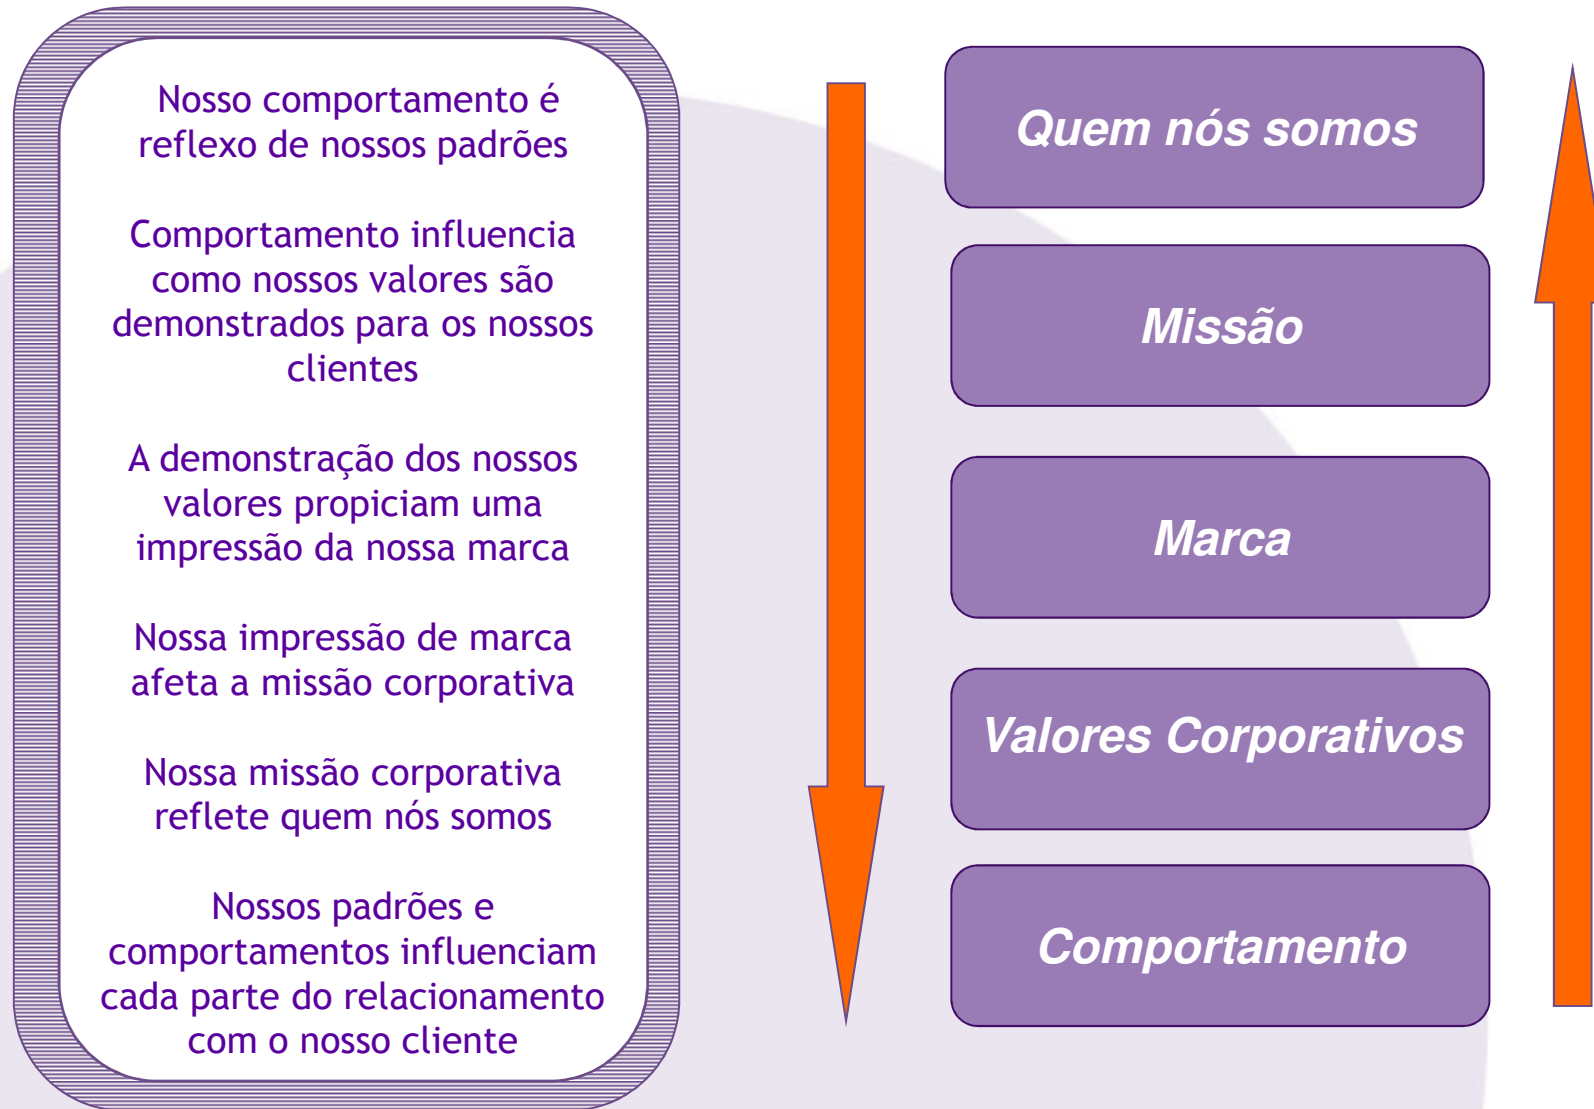 Nosso comportamento é
reflexo de nossos padrões
Comportamento influencia
como nossos valores são
demonstrados para os nossos
clientes
A demonstração dos nossos
valores propiciam uma
impressão da nossa marca
Nossa impressão de marca
afeta a missão corporativa
Nossa missão corporativa
reflete quem nós somos
Nossos padrões e
comportamentos influenciam
cada parte do relacionamento
com o nosso cliente
Quem nós somos
Missão
Marca
Valores Corporativos
Comportamento